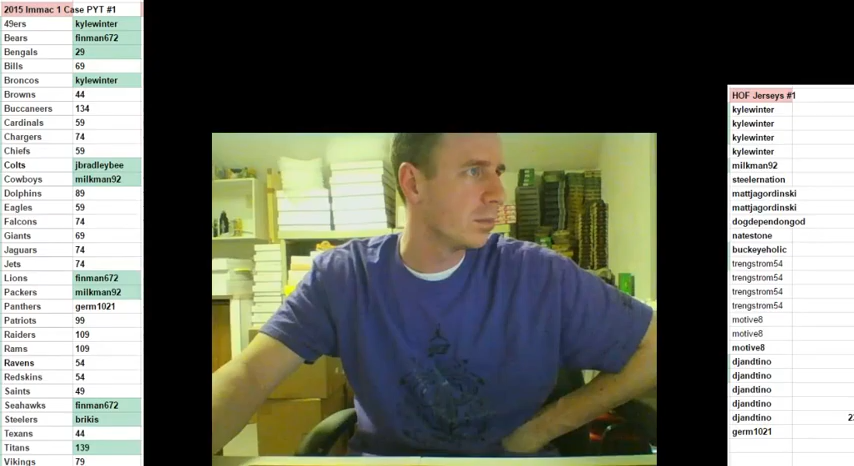 2015 Immac 1 Case PYT #1
49ers kylewinter
Bears finman672
Bengals 29
Bills 69
Broncos kylewinter
Browns 44
Buccaneers 134
Cardinals 59
Chargers 74
Chiefs 59
Colts jbradleybee
Cowboys milkman92
Dolphins 89
Eagles 59
Falcons 74
Giants 69
Jaguars 74
Jets 74
Lions finman672
Packers milkman92
Panthers germ1021
Patriots 99
Raiders 109
Rams 109
Ravens 54
Redskins 54
Saints 49
Seahawks finman672
Steelers brikis
Texans 44
Titans 139
Vikings 79
HOF Jerseys #1
kylewinter
kylewinter
kylewinter
kylewinter
milkman92
steelernation
mattjagordinski
mattjagordinski
dogdependongod
natestone
buckeyeholic
trengstrom54
trengstrom54
trengstrom54
trengstrom54
motive8
motive8
motive8
djandtino
djandtino
djandtino
djandtino
djandtino
germ1021